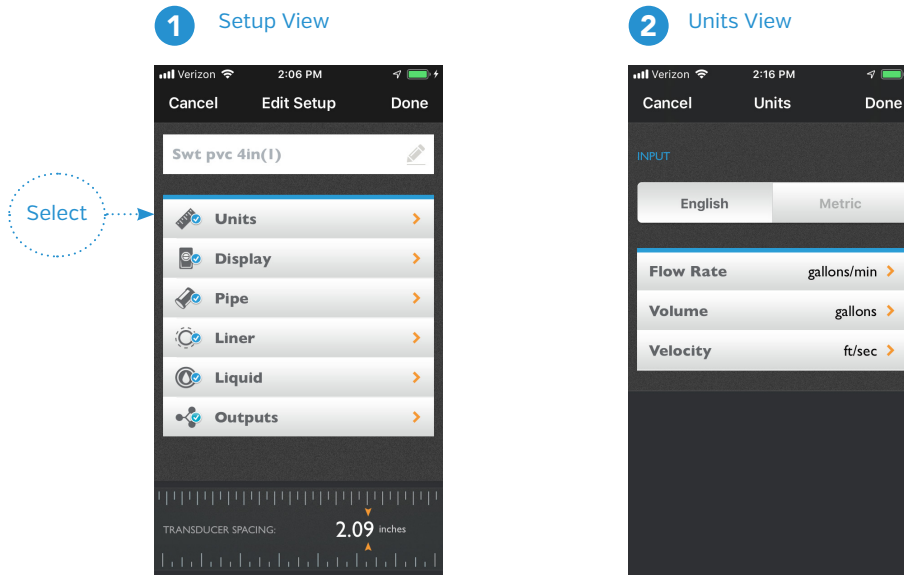 1 Setup View
Verizon 2:06 PM
Cancel Edit Setup Done
Swt pvc 4in(1)
Select
Units
Display
Pipe
Liner
Liquid
Outputs
TRANSDUCER SPACING: 2.09 inches
2 Units View
Verizon 2:16 PM
Cancel Units Done
INPUT
English Metric
Flow Rate gallons/min
Volume gallons
Velocity ft/sec